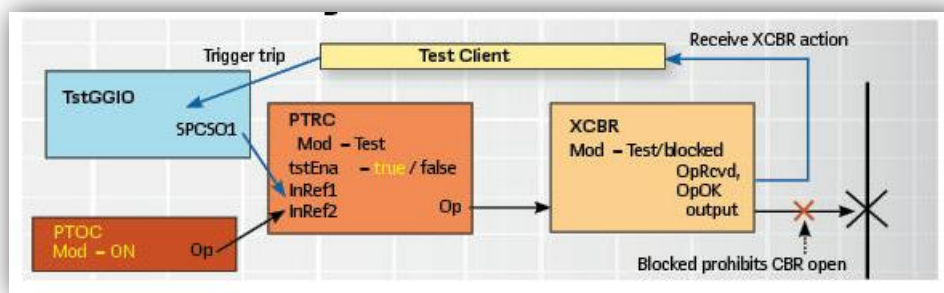 Trigger trip
Test Client
Receive XCBR action
TstGGIO
SPCSO1
PTRC
Mod – Test
tstEna – true / false
InRef1
InRef2
Op
PTOC
Mod – ON
Op
XCBR
Mod – Test/blocked
OpRcvd,
OpOK
output
Blocked prohibits CBR open